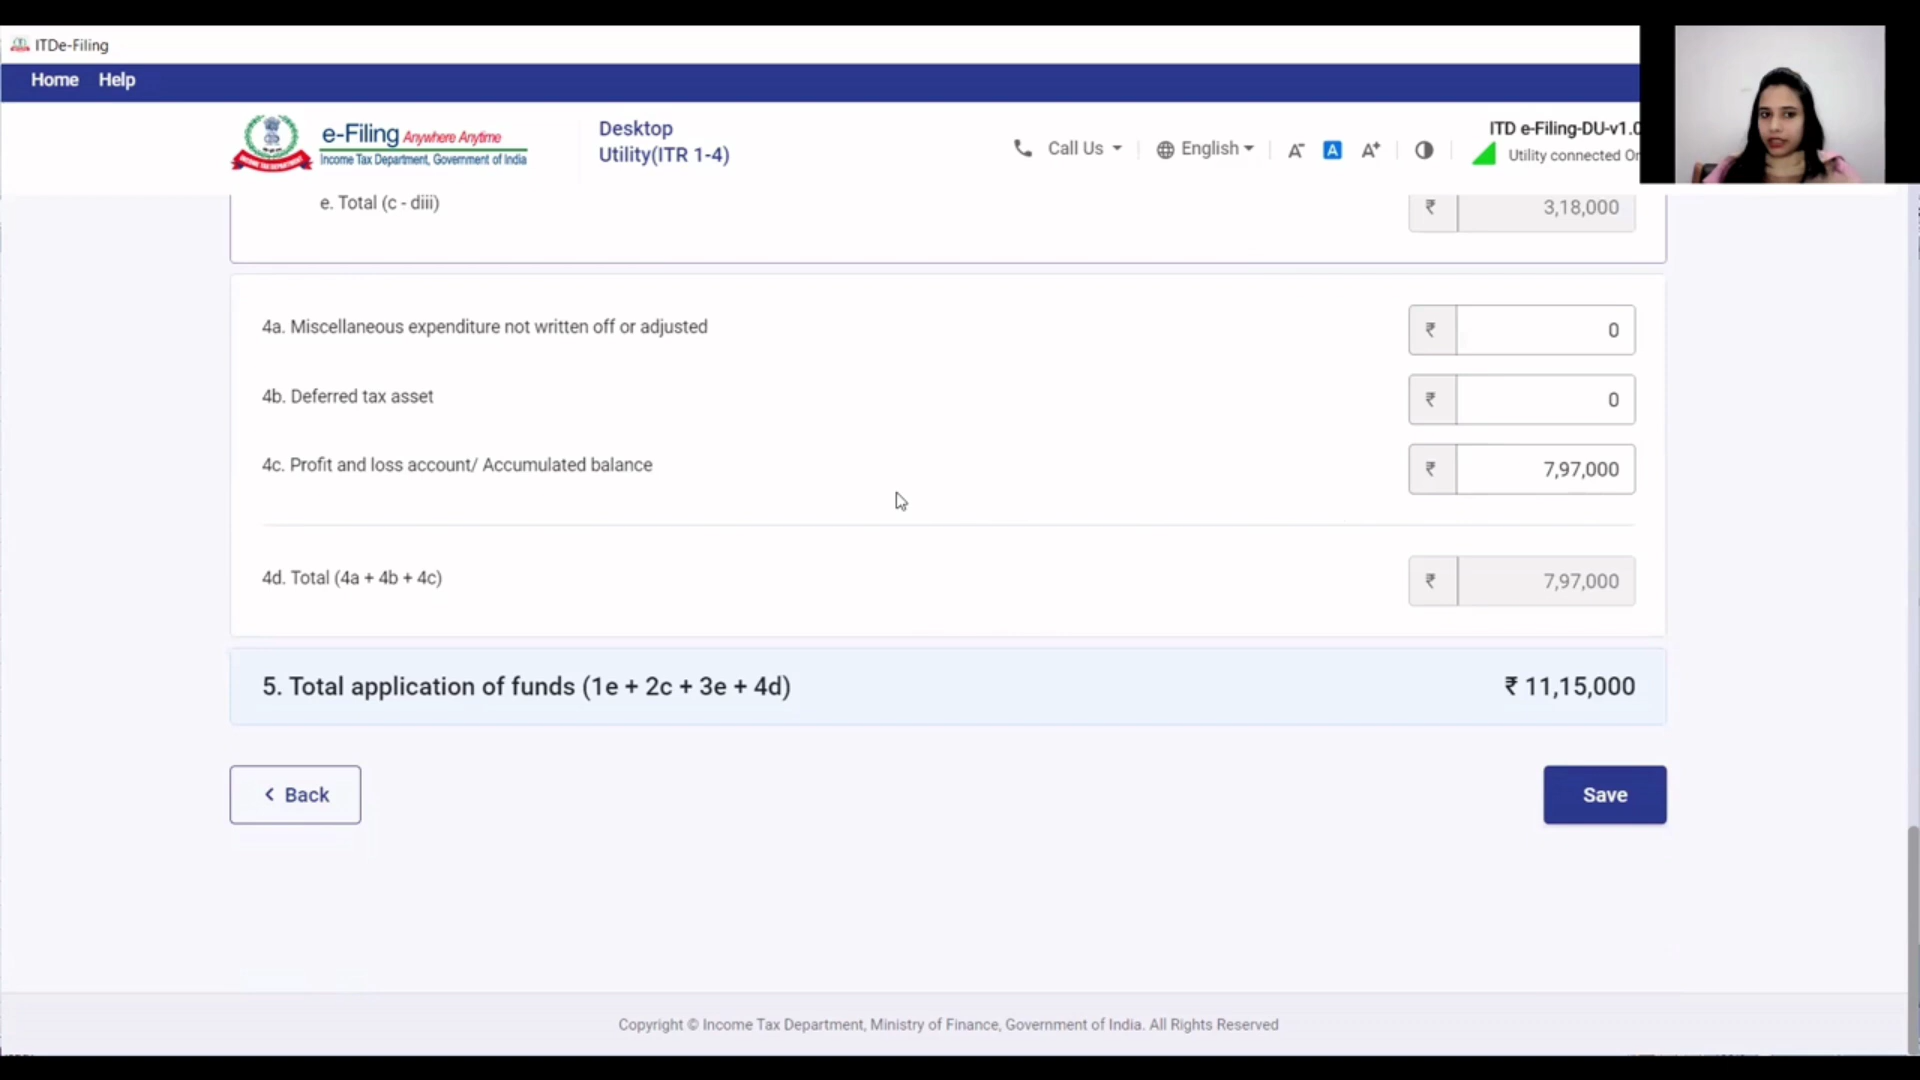 ITDe-Filing
Home Help
e-Filing Anywhere Anytime
Income Tax Department, Government of India
Desktop
Utility(ITR 1-4)
Call Us
English
A-
A
A+
ITD e-Filing-DU-v1.0
Utility connected
e. Total (c - diii)
₹ 3,18,000
4a. Miscellaneous expenditure not written off or adjusted
₹ 0
4b. Deferred tax asset
₹ 0
4c. Profit and loss account/ Accumulated balance
₹ 7,97,000
4d. Total (4a + 4b + 4c)
₹ 7,97,000
5. Total application of funds (1e + 2c + 3e + 4d)
₹ 11,15,000
< Back
Save
Copyright © Income Tax Department, Ministry of Finance, Government of India. All Rights Reserved